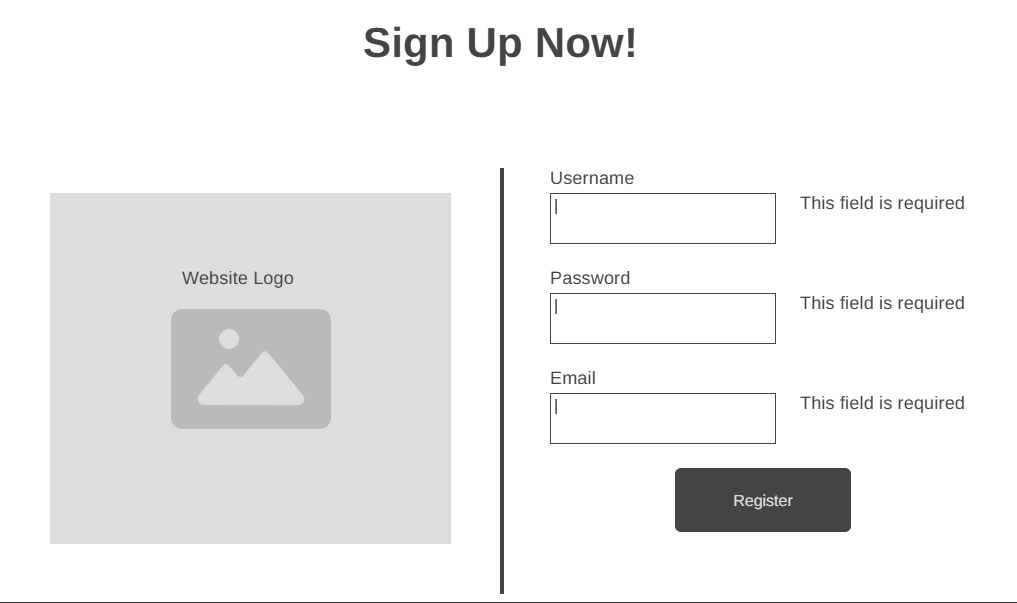 Sign Up Now!
Website Logo
Username
This field is required
Password
This field is required
Email
This field is required
Register